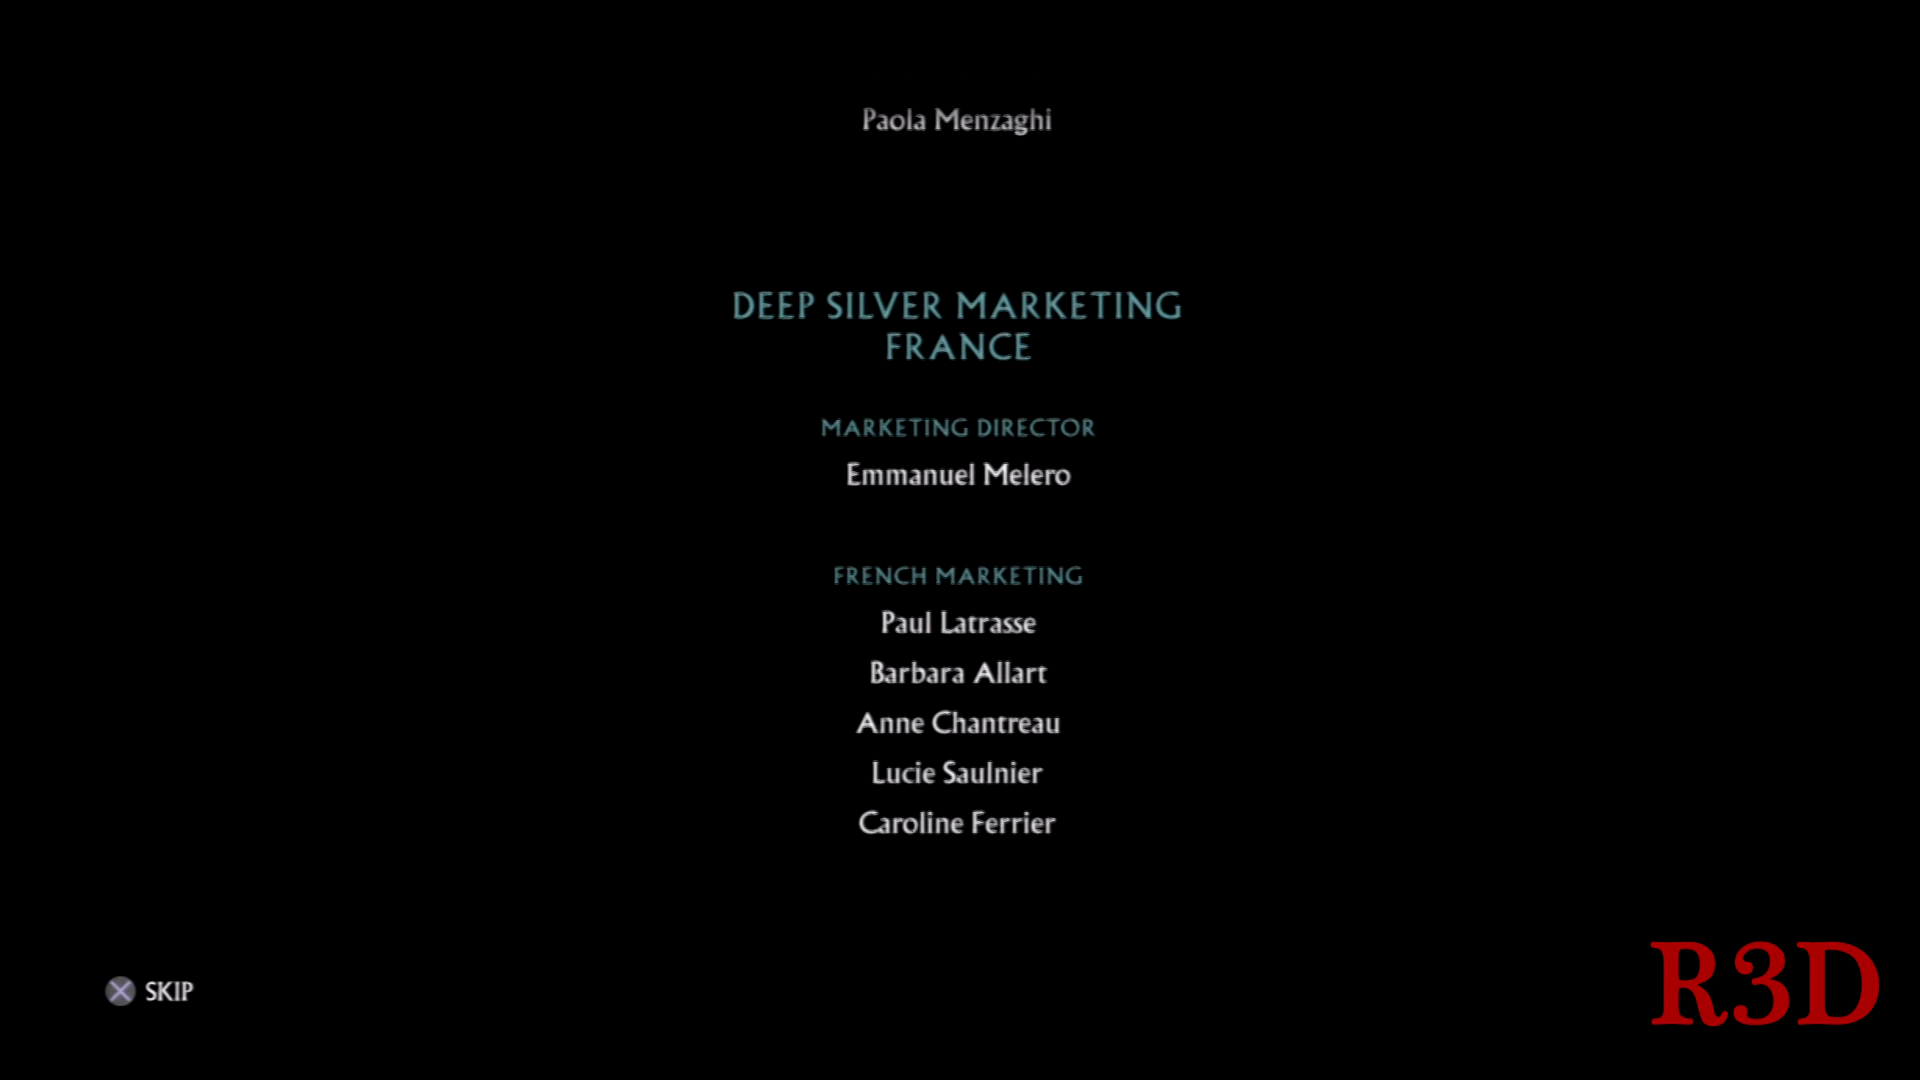 Paola Menzaghi
DEEP SILVER MARKETING
FRANCE
MARKETING DIRECTOR
Emmanuel Melero
FRENCH MARKETING
Paul Latrasse
Barbara Allart
Anne Chantreau
Lucie Saulnier
Caroline Ferrier
SKIP
R3D